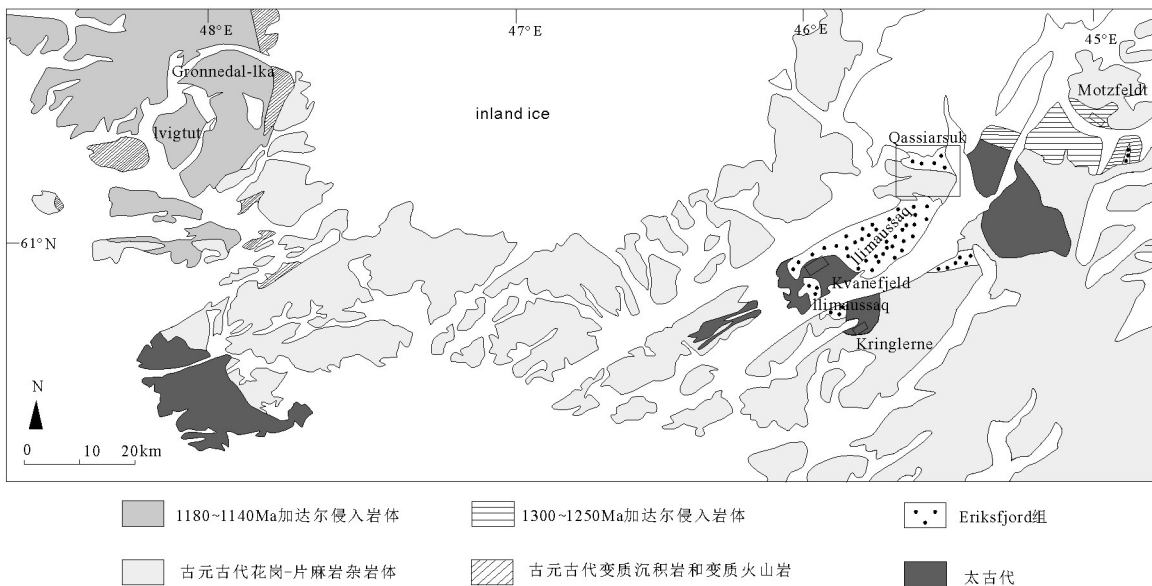 48°E
47°E
46°E
45°E
Gronnedal-lka
Motzfeldt
lvigtut
inland ice
Qassiarsuk
61°N
Ilimaussaq
Kvanefjeld
llimaussaq
Kringlerne
N
0 10 20km
1180~1140Ma加达尔侵入岩体
1300~1250Ma加达尔侵入岩体
Eriksfjord组
古元古代花岗-片麻岩杂岩体
古元古代变质沉积岩和变质火山岩
太古代